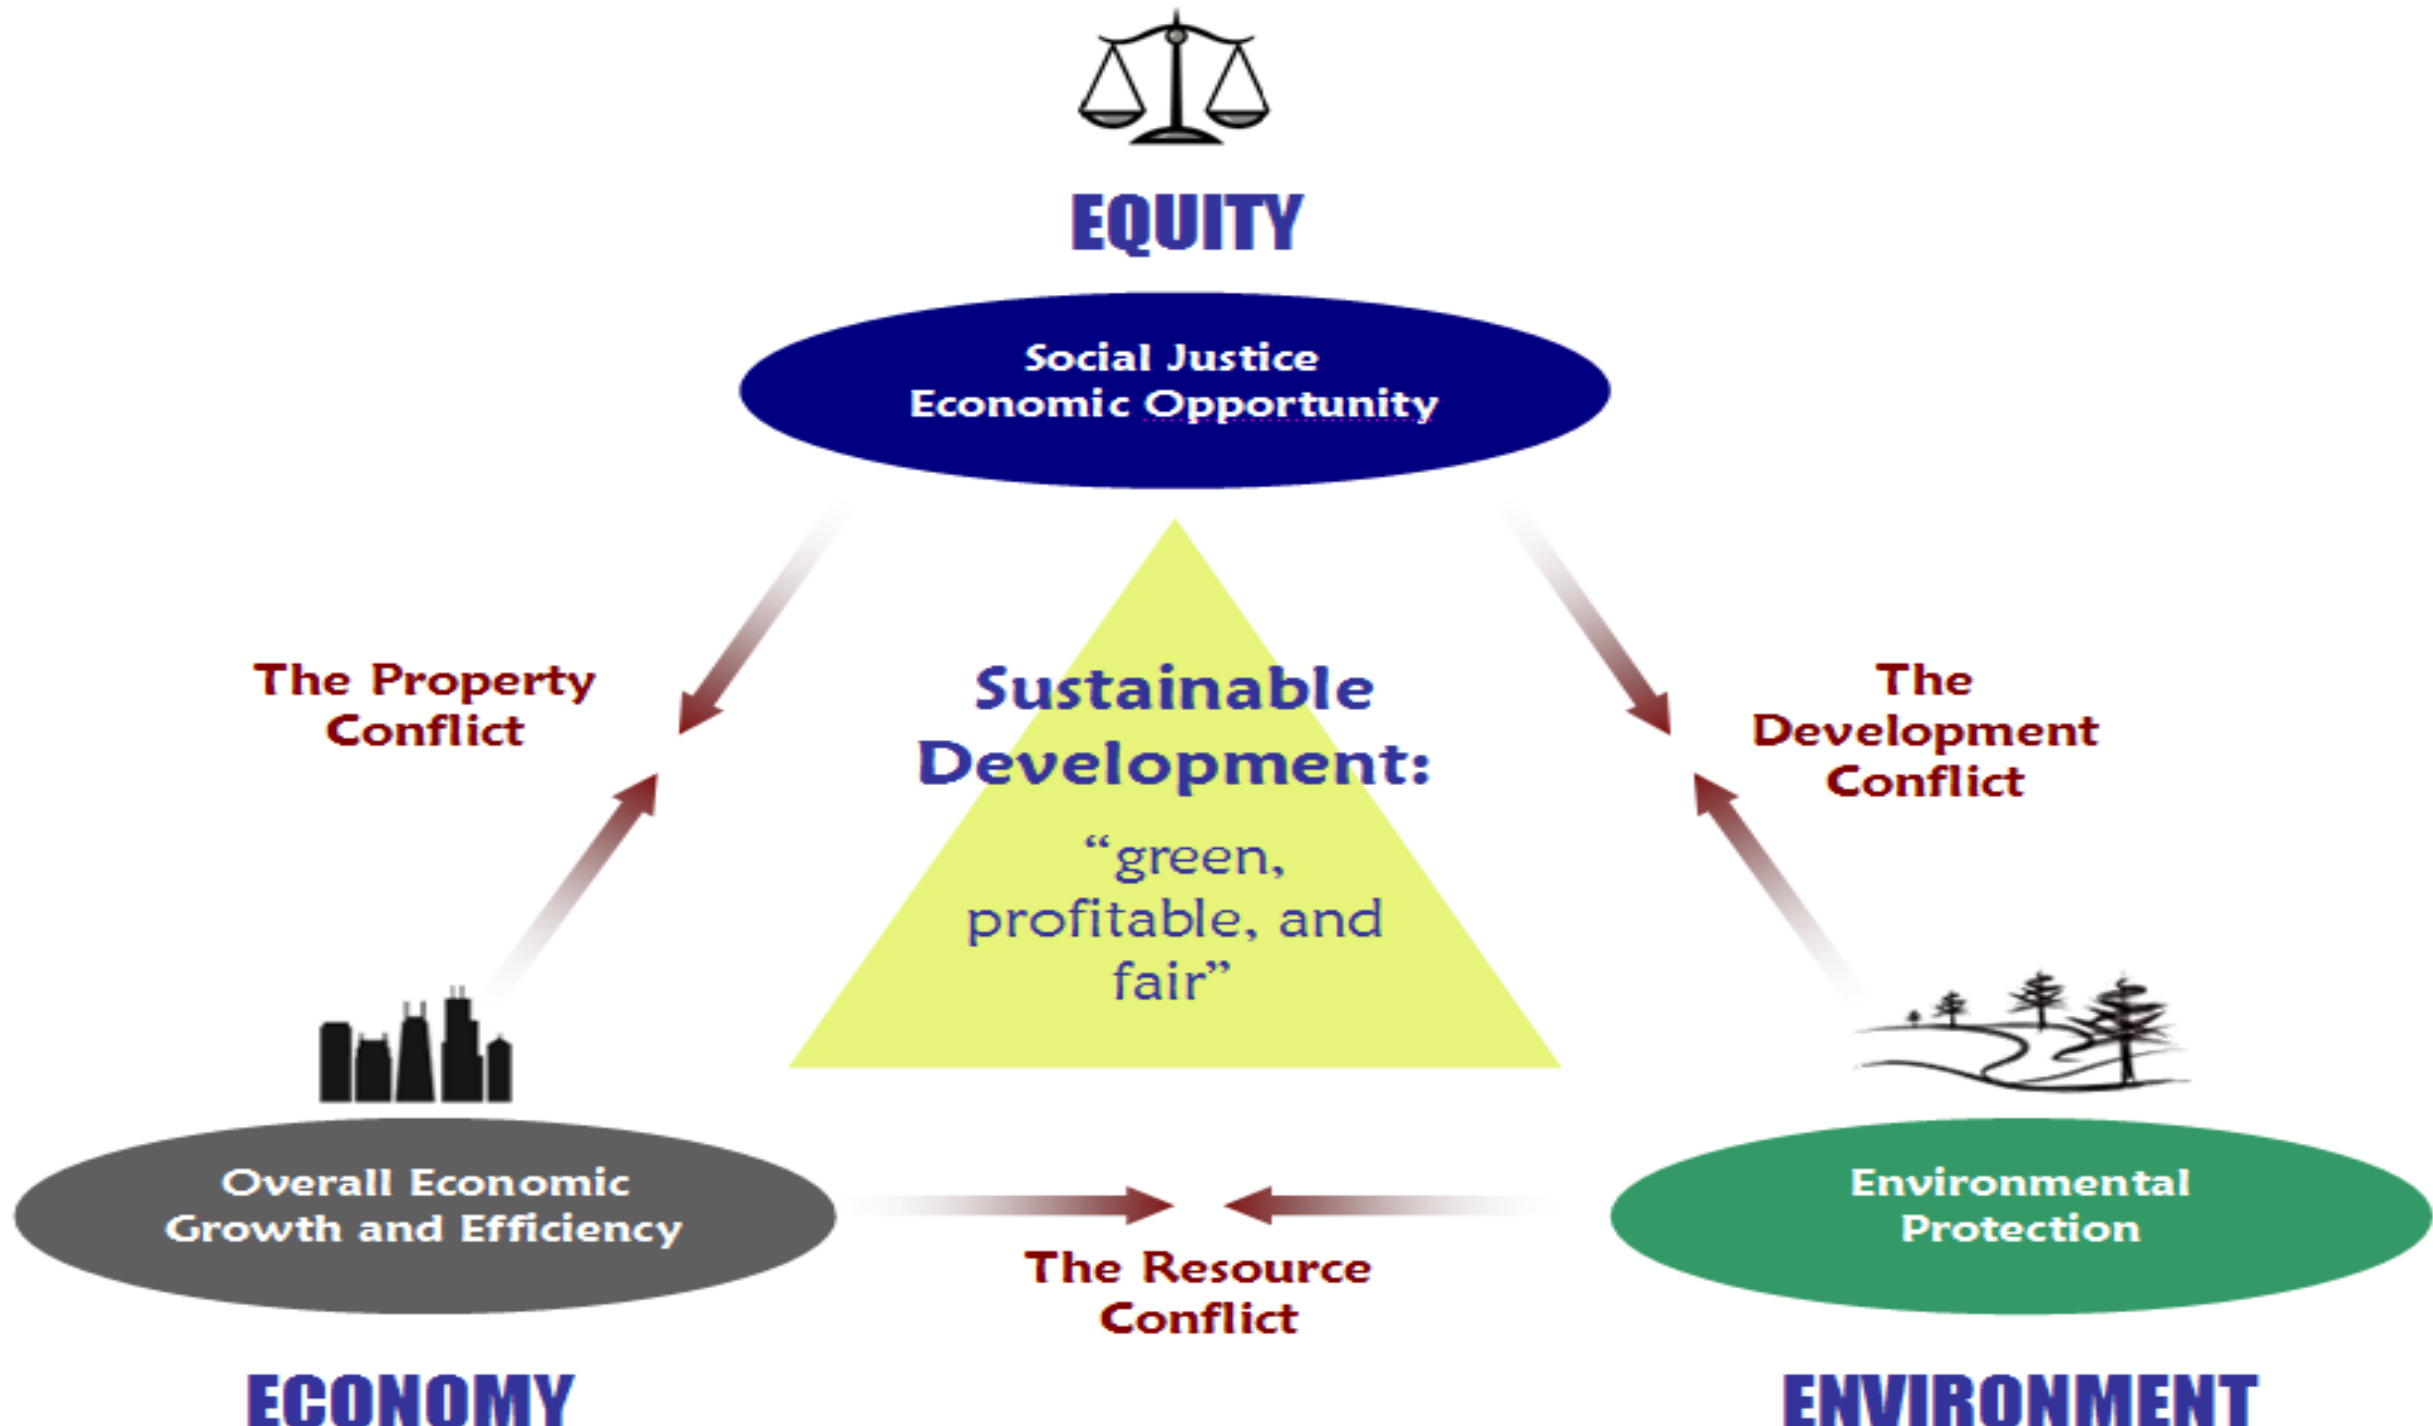 EQUITY
Social Justice
Economic Opportunity
The Property
Conflict
Sustainable
Development:
“green,
profitable, and
fair”
The
Development
Conflict
Overall Economic
Growth and Efficiency
The Resource
Conflict
Environmental
Protection
ECONOMY
ENVIRONMENT